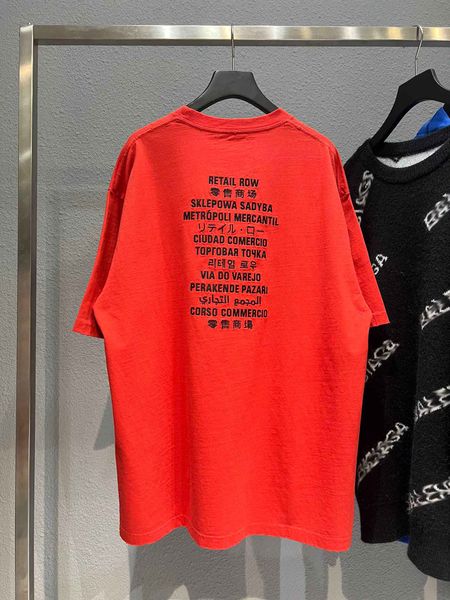 RETAIL ROW
零售商场
SKLEPOWA SADYBA
METRÓPOLI MERCANTIL
リテイル・ロー
CIUDAD COMERCIO
ТОРГОВАЯ ТОЧКА
리테일 로우
VIA DO VAREJO
PERAKENDE PAZARI
المجمع التجاري
CORSO COMMERCIO
零售商场